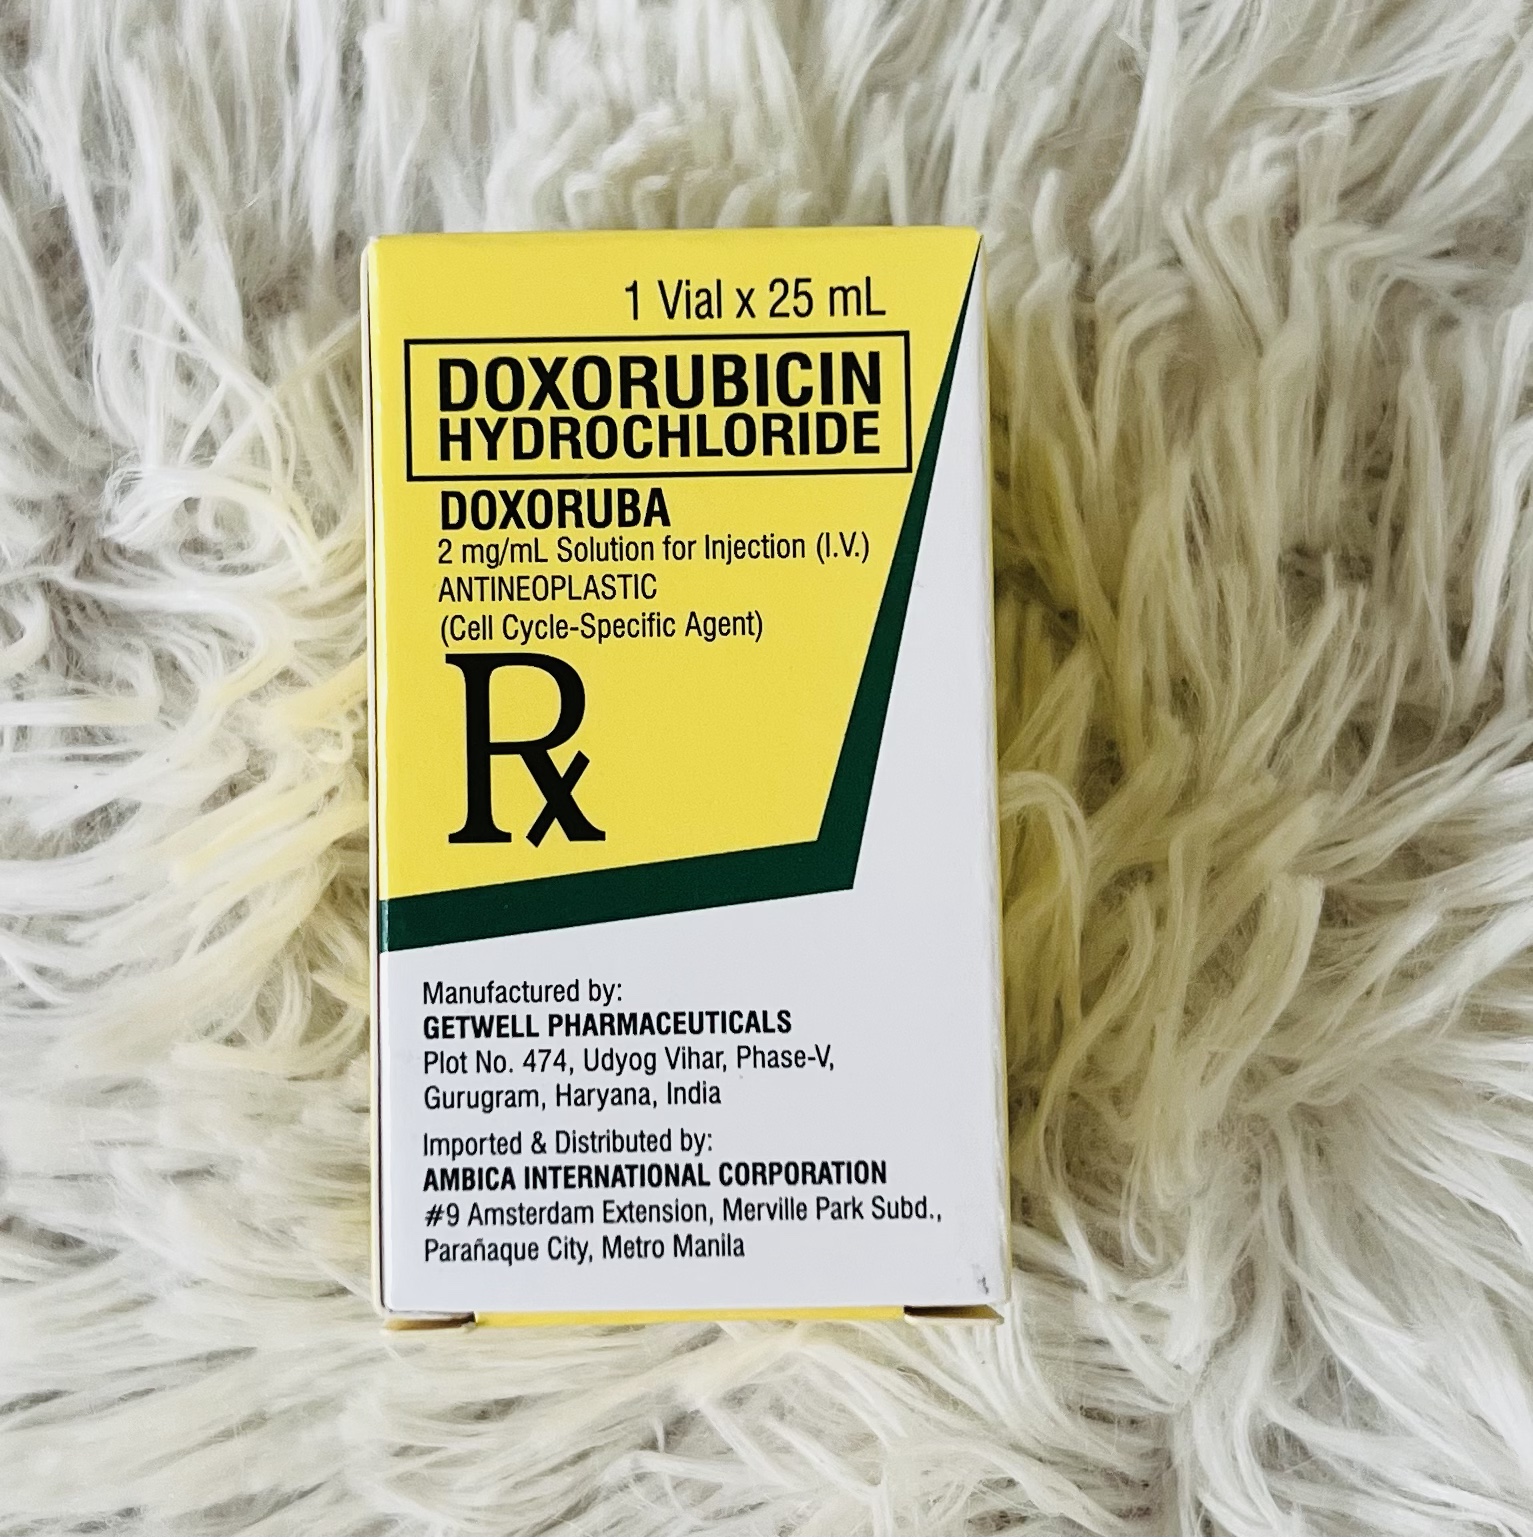 1 Vial x 25 mL
DOXORUBICIN
HYDROCHLORIDE
DOXORUBA
2 mg/mL Solution for Injection (I.V.)
ANTINEOPLASTIC
(Cell Cycle-Specific Agent)
Rx
Manufactured by:
GETWELL PHARMACEUTICALS
Plot No. 474, Udyog Vihar, Phase-V,
Gurugram, Haryana, India
Imported & Distributed by:
AMBICA INTERNATIONAL CORPORATION
#9 Amsterdam Extension, Merville Park Subd.,
Parañaque City, Metro Manila